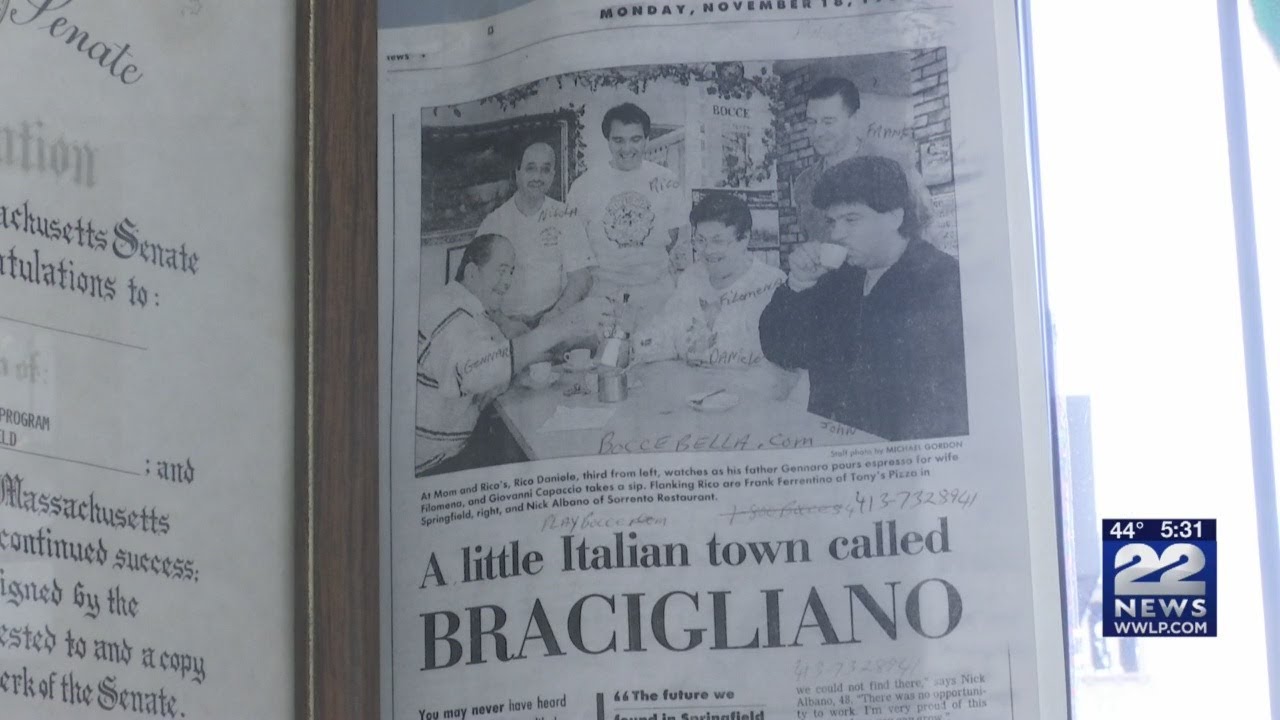 Senate
achusetts Senate
atulations to:
PROGRAM
; and
Massachusetts
continued success;
igned by the
ested to and a copy
erk of the Senate.
MONDAY, NOVEMBER 18,
news
BOCCE
FRANK
RICO
NICOLA
FILOMENA
GENNAR
DANIELE
JOHN
BOCCEBELLA.com
Staff photo by MICHAEL GORDON
At Mom and Rico's, Rico Daniele, third from left, watches as his father Gennaro pours espresso for wife
Filomena, and Giovanni Capaccio takes a sip. Flanking Rico are Frank Ferrentino of Tony's Pizza in
Springfield, right, and Nick Albano of Sorrento Restaurant.
PLAYBOCCE.com
413-7328941
A little Italian town called
BRACIGLIANO
413-7328941
You may never have heard
“The future we
found in Springfield
we could not find there," says Nick
Albano, 48. "There was no opportuni-
ty to work. I'm very proud of this
44° 5:31
22
NEWS
WWLP.COM